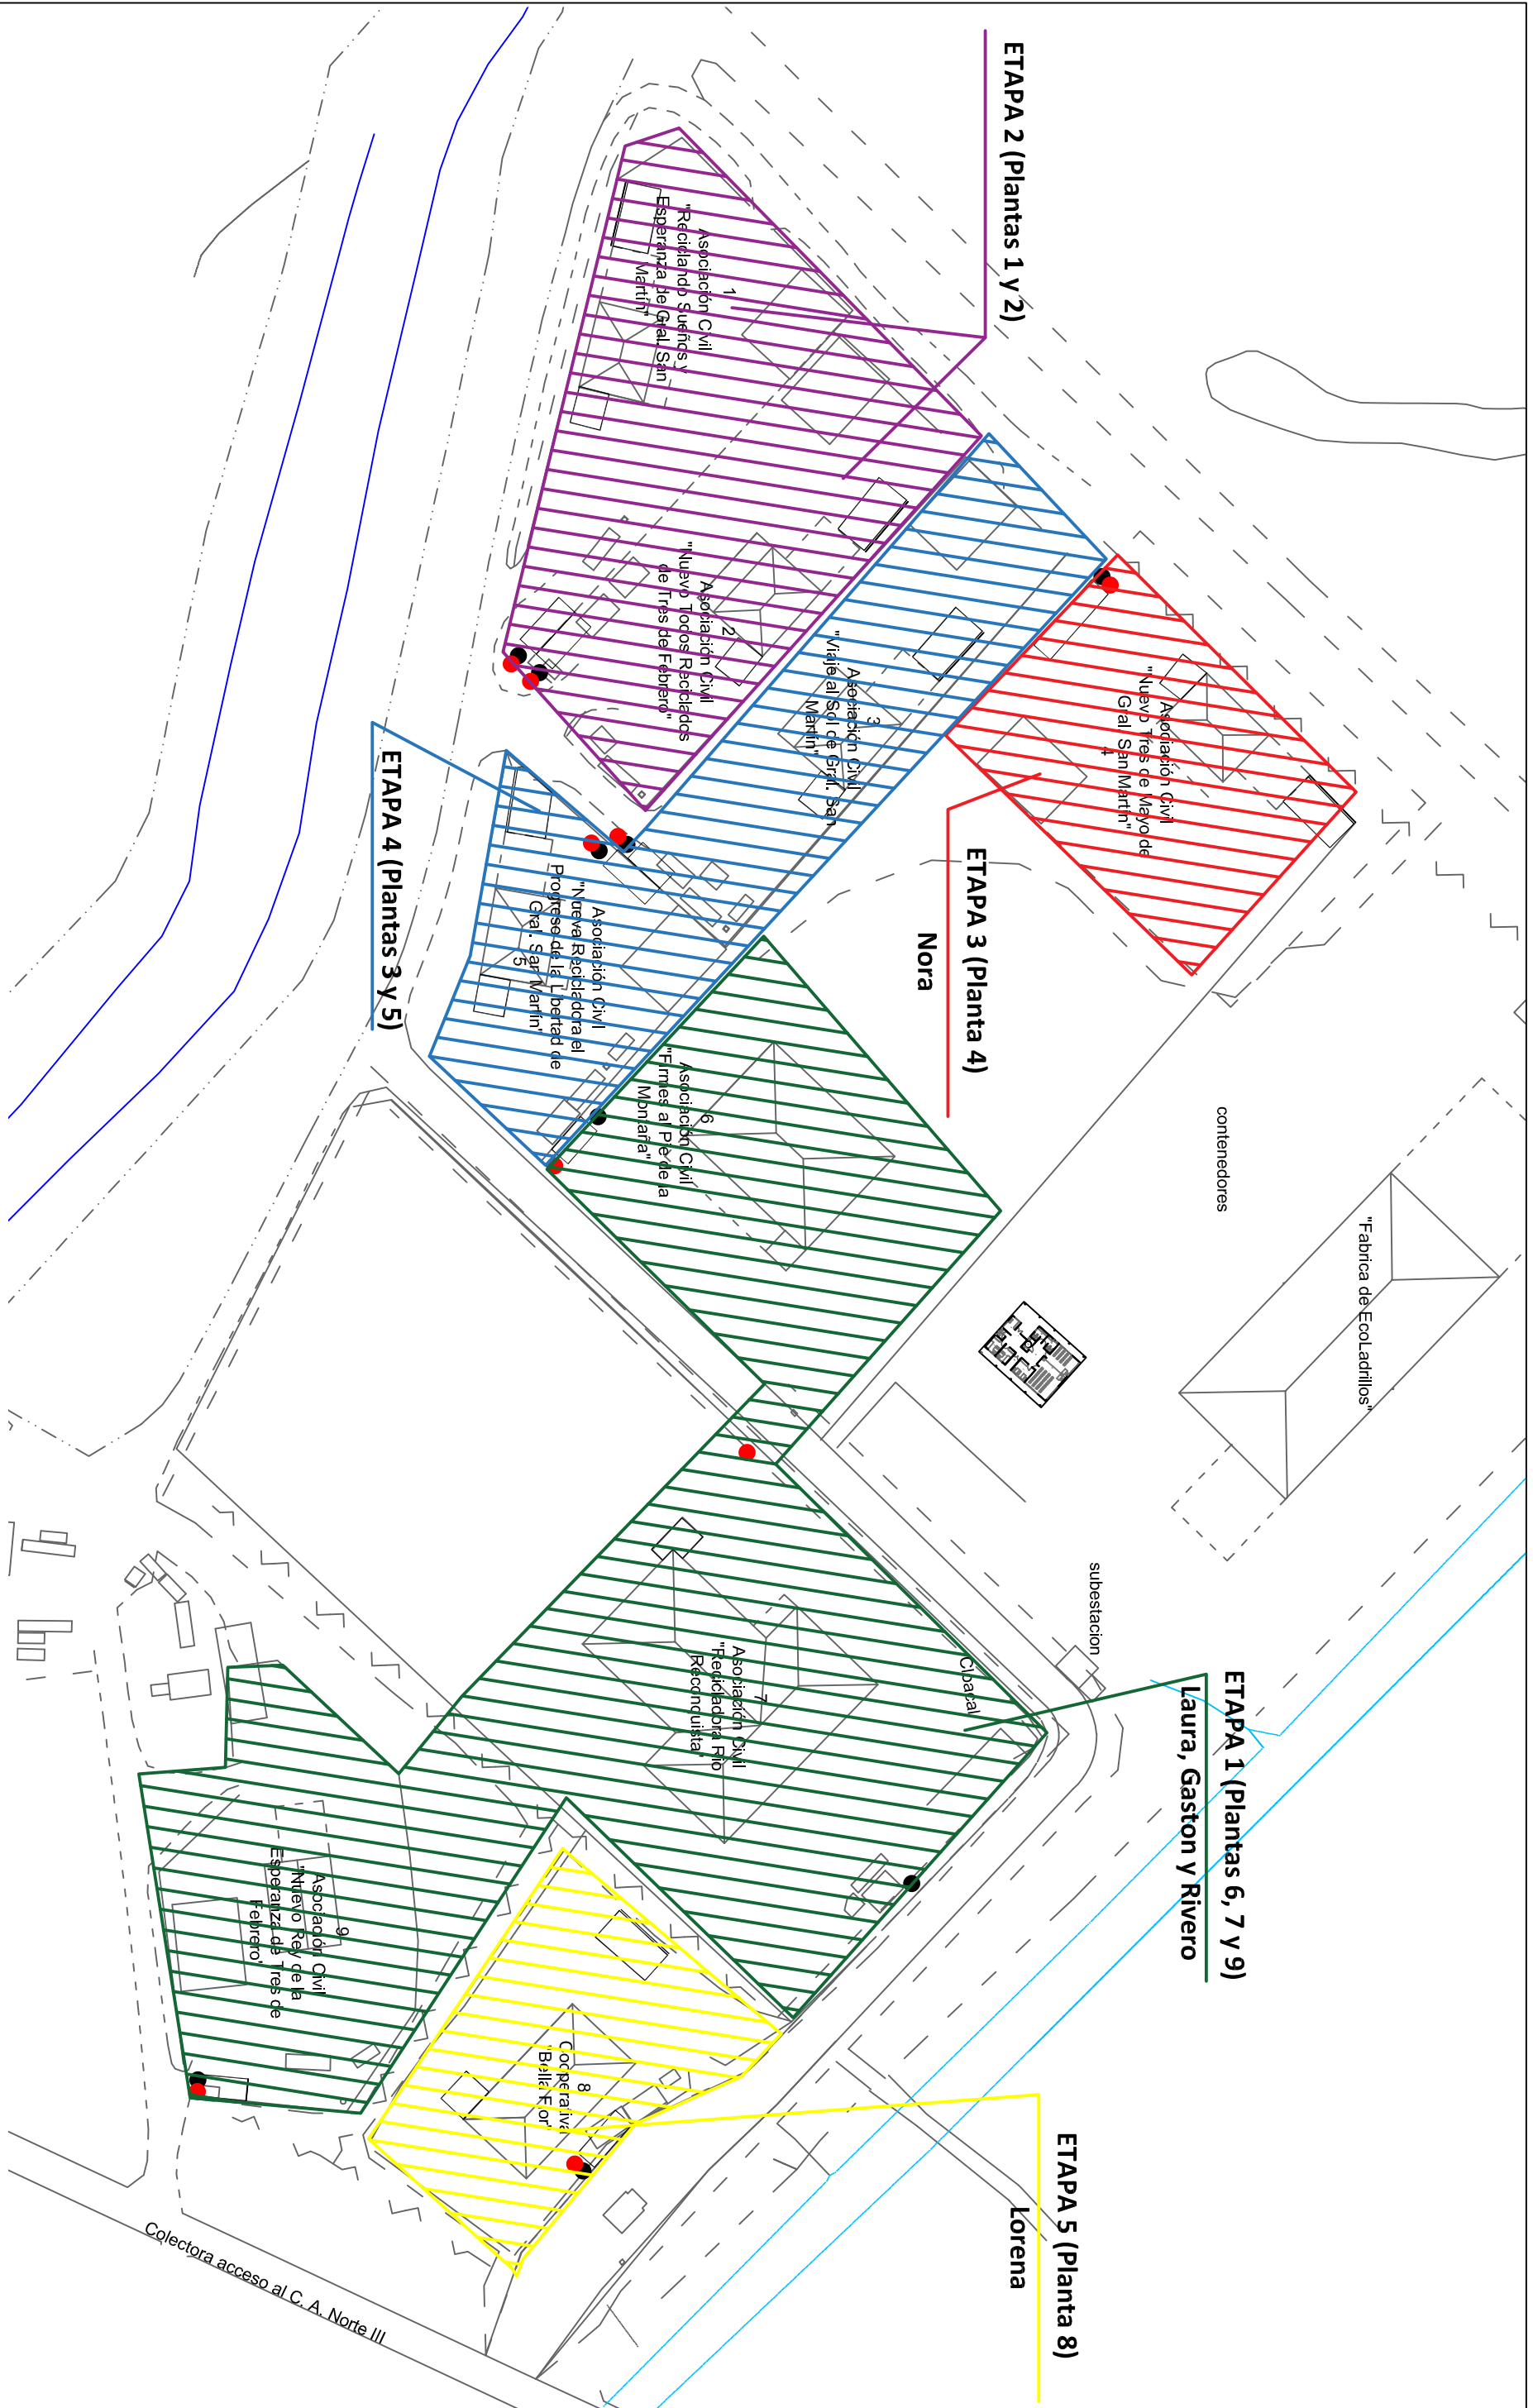 ETAPA 2 (Plantas 1 y 2)
1
Asociación Civil
"Reciclando Sueños y
Esperanza de Gral. San
Martín"
2
Asociación Civil
"Nuevo Todos Reciclados
de Tres de Febrero"
3
Asociación Civil
"Viaje al Sol de Gral. San
Martín"
Asociación Civil
"Nuevo Tres de Mayo de
Gral. San Martín"
4
ETAPA 3 (Planta 4)
Nora
ETAPA 4 (Plantas 3 y 5)
Asociación Civil
"Nueva Recicladora el
Progreso de la Libertad de
Gral. San Martín"
5
6
Asociación Civil
"Firmes al Pie de la
Montaña"
contenedores
"Fabrica de EcoLadrillos"
subestacion
Cloacal
ETAPA 1 (Plantas 6, 7 y 9)
Laura, Gaston y Rivero
7
Asociación Civil
"Recicladora Rio
Reconquista"
9
Asociación Civil
"Nuevo Rey de la
Esperanza de Tres de
Febrero"
8
Cooperativa
"Bella Flor"
ETAPA 5 (Planta 8)
Lorena
Colectora acceso al C. A. Norte III